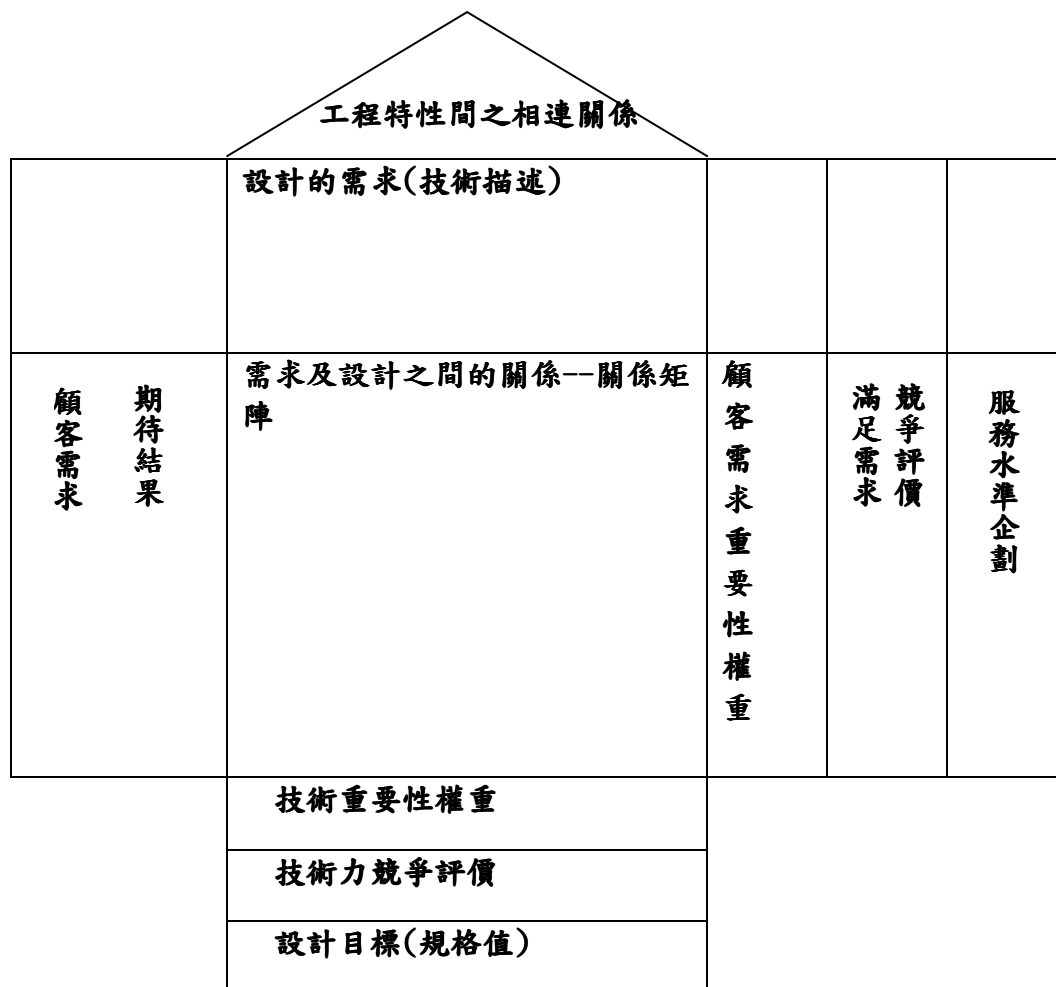 工程特性間之相連關係
設計的需求(技術描述)
顧客需求
期待結果
需求及設計之間的關係--關係矩
陣
顧客需求重要性權重
滿足需求
競爭評價
服務水準企劃
技術重要性權重
技術力競爭評價
設計目標(規格值)